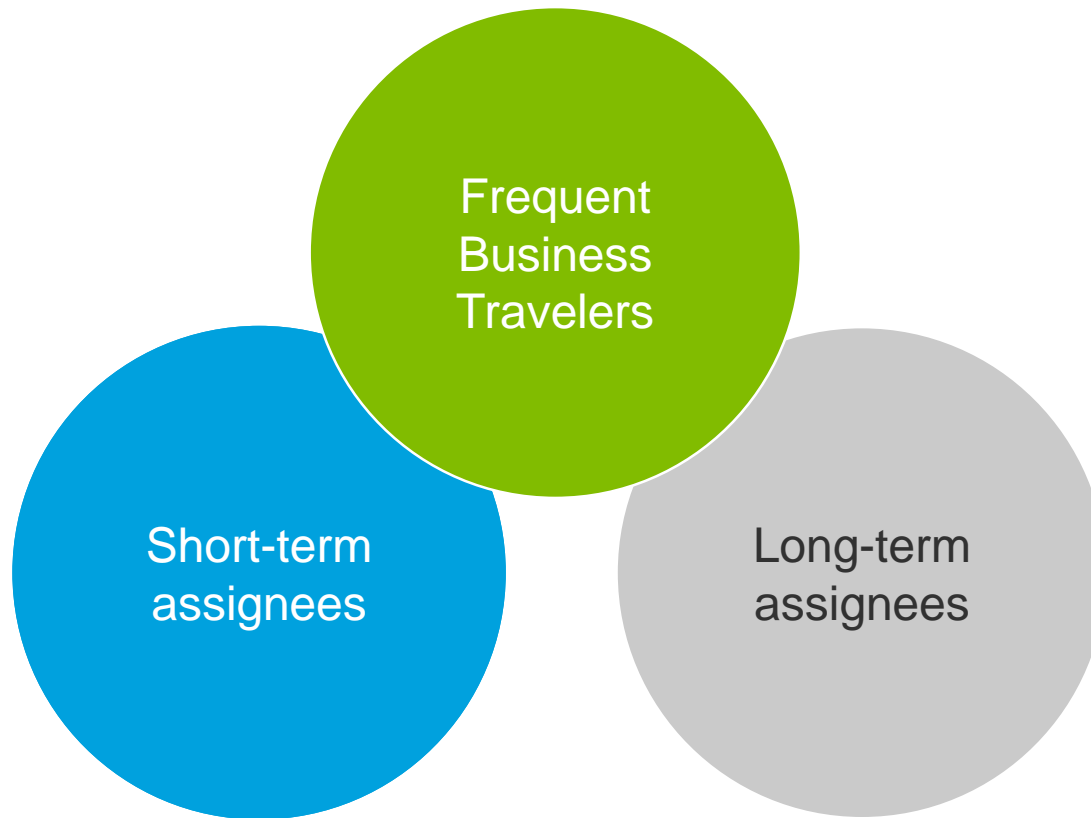 Frequent
Business
Travelers
Short-term
assignees
Long-term
assignees